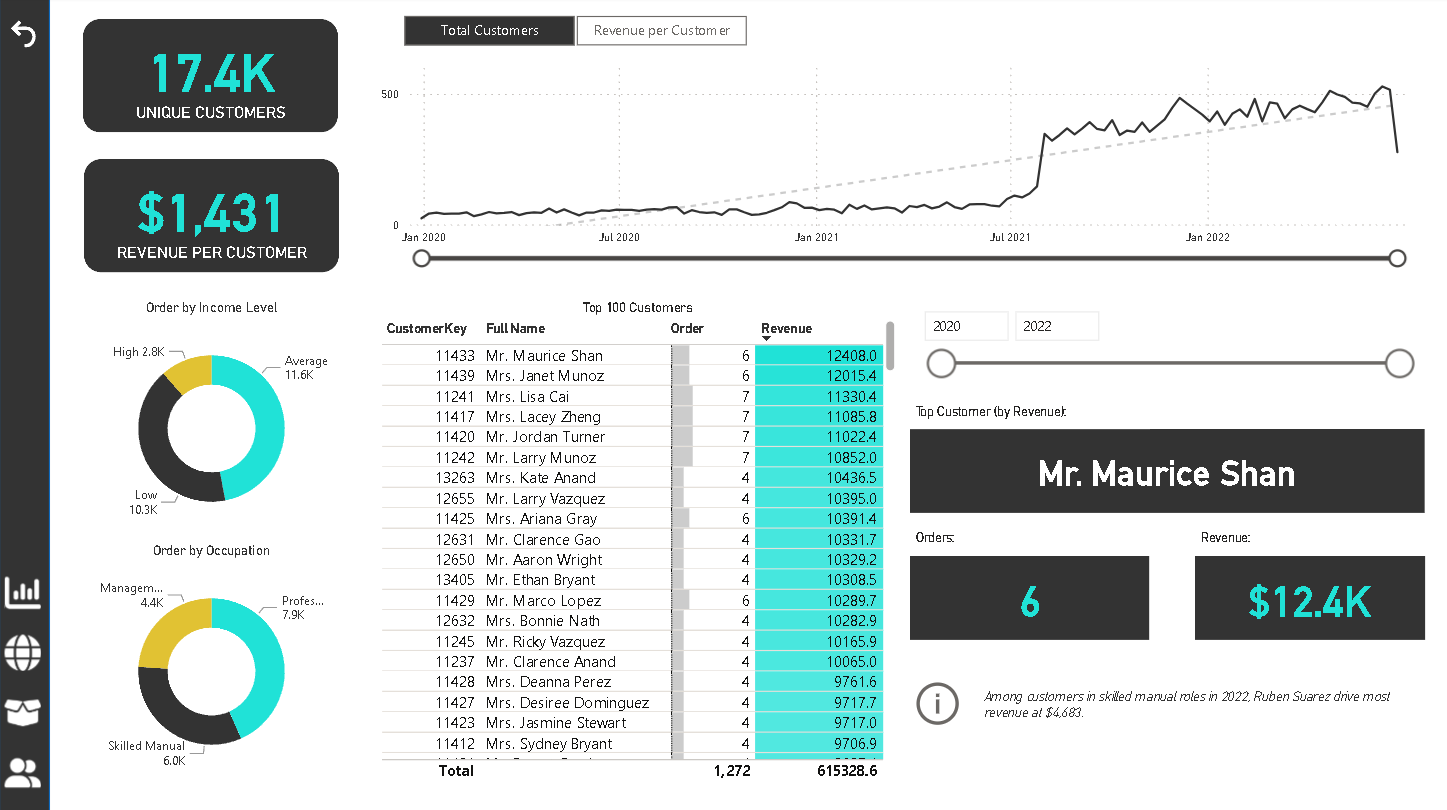 17.4K
UNIQUE CUSTOMERS
$1,431
REVENUE PER CUSTOMER
Total Customers
Revenue per Customer
500
0
Jan 2020
Jul 2020
Jan 2021
Jul 2021
Jan 2022
Order by Income Level
High 2.8K
Average
11.6K
Low
10.3K
Order by Occupation
Managem...
4.4K
Profes...
7.9K
Skilled Manual
6.0K
Top 100 Customers
CustomerKey Full Name Order Revenue
11433 Mr. Maurice Shan 6 12408.0
11439 Mrs. Janet Munoz 6 12015.4
11241 Mrs. Lisa Cai 7 11330.4
11417 Mrs. Lacey Zheng 7 11085.8
11420 Mr. Jordan Turner 7 11022.4
11242 Mr. Larry Munoz 7 10852.0
13263 Mrs. Kate Anand 4 10436.5
12655 Mr. Larry Vazquez 4 10395.0
11425 Mrs. Ariana Gray 6 10391.4
12631 Mr. Clarence Gao 4 10331.7
12650 Mr. Aaron Wright 4 10329.2
13405 Mr. Ethan Bryant 4 10308.5
11429 Mr. Marco Lopez 6 10289.7
12632 Mrs. Bonnie Nath 4 10282.9
11245 Mr. Ricky Vazquez 4 10165.9
11237 Mr. Clarence Anand 4 10065.0
11428 Mrs. Deanna Perez 4 9761.6
11427 Mrs. Desiree Dominguez 4 9717.7
11423 Mrs. Jasmine Stewart 4 9717.0
11412 Mrs. Sydney Bryant 4 9706.9
Total 1,272 615328.6
2020
2022
Top Customer (by Revenue):
Mr. Maurice Shan
Orders:
Revenue:
6
$12.4K
Among customers in skilled manual roles in 2022, Ruben Suarez drive most
revenue at $4,683.